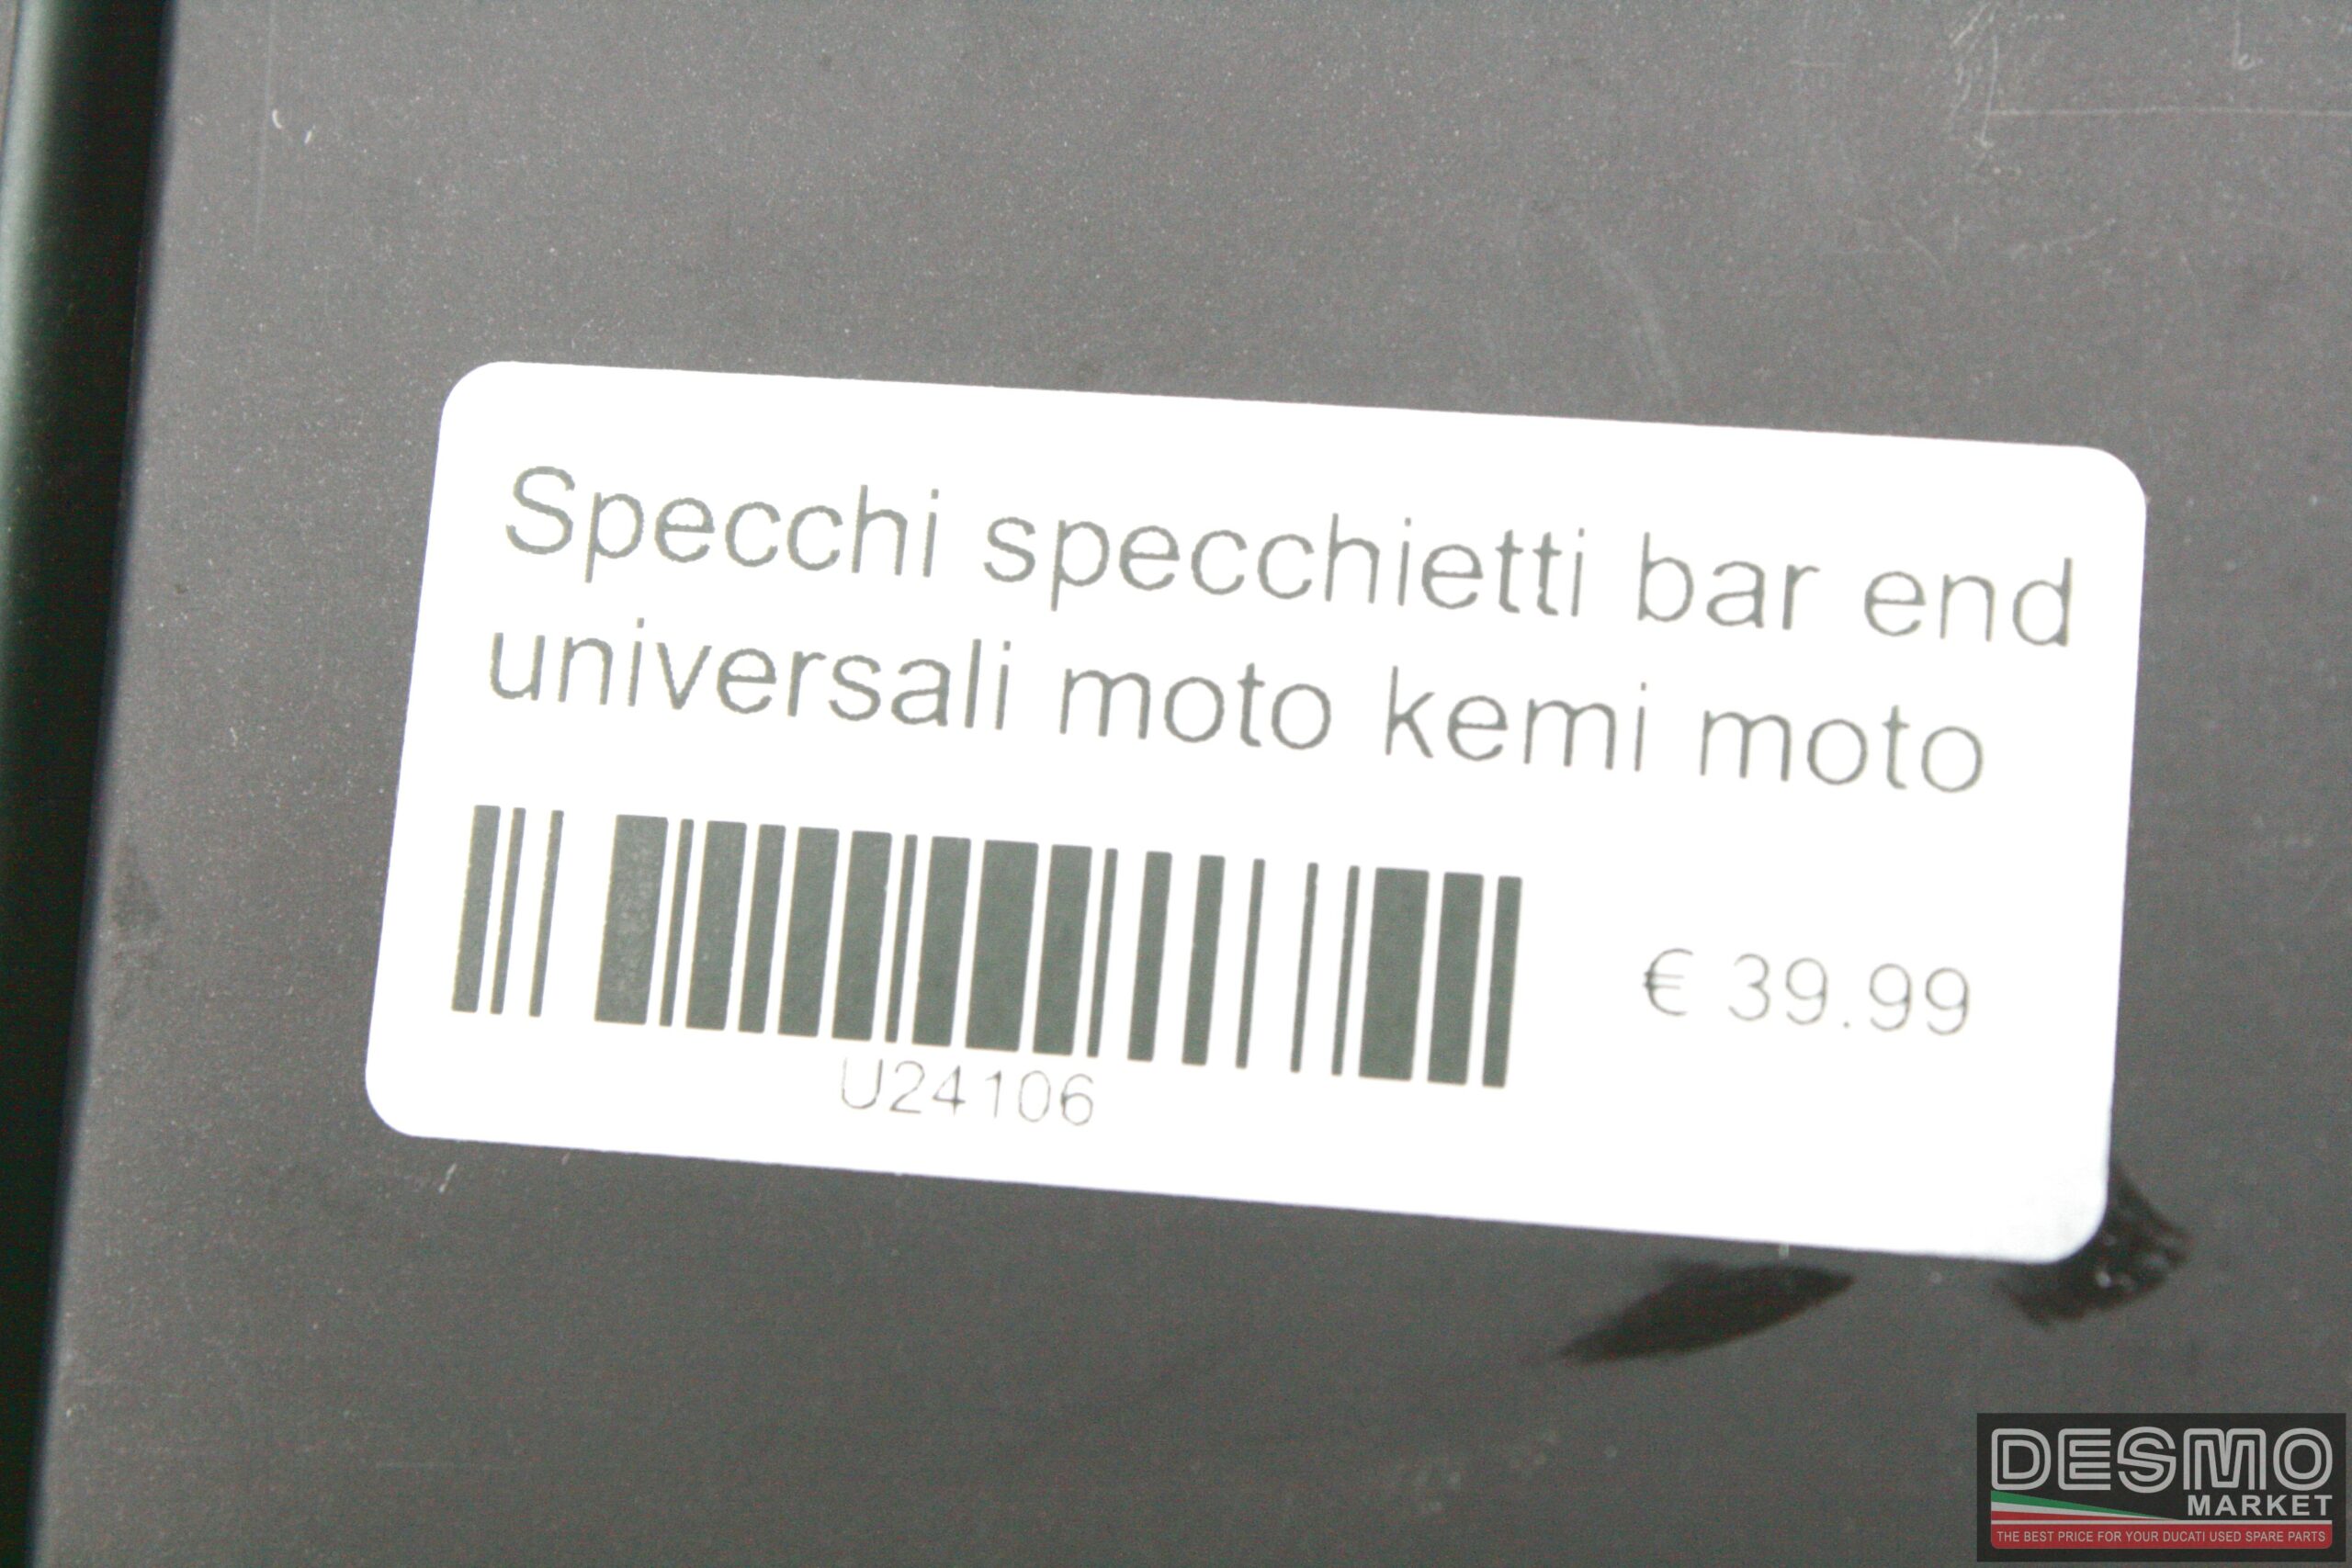 Specchi specchietti bar end
universali moto kemi moto
€ 39.99
U24106
DESMO
MARKET
THE BEST PRICE FOR YOUR DUCATI USED SPARE PARTS